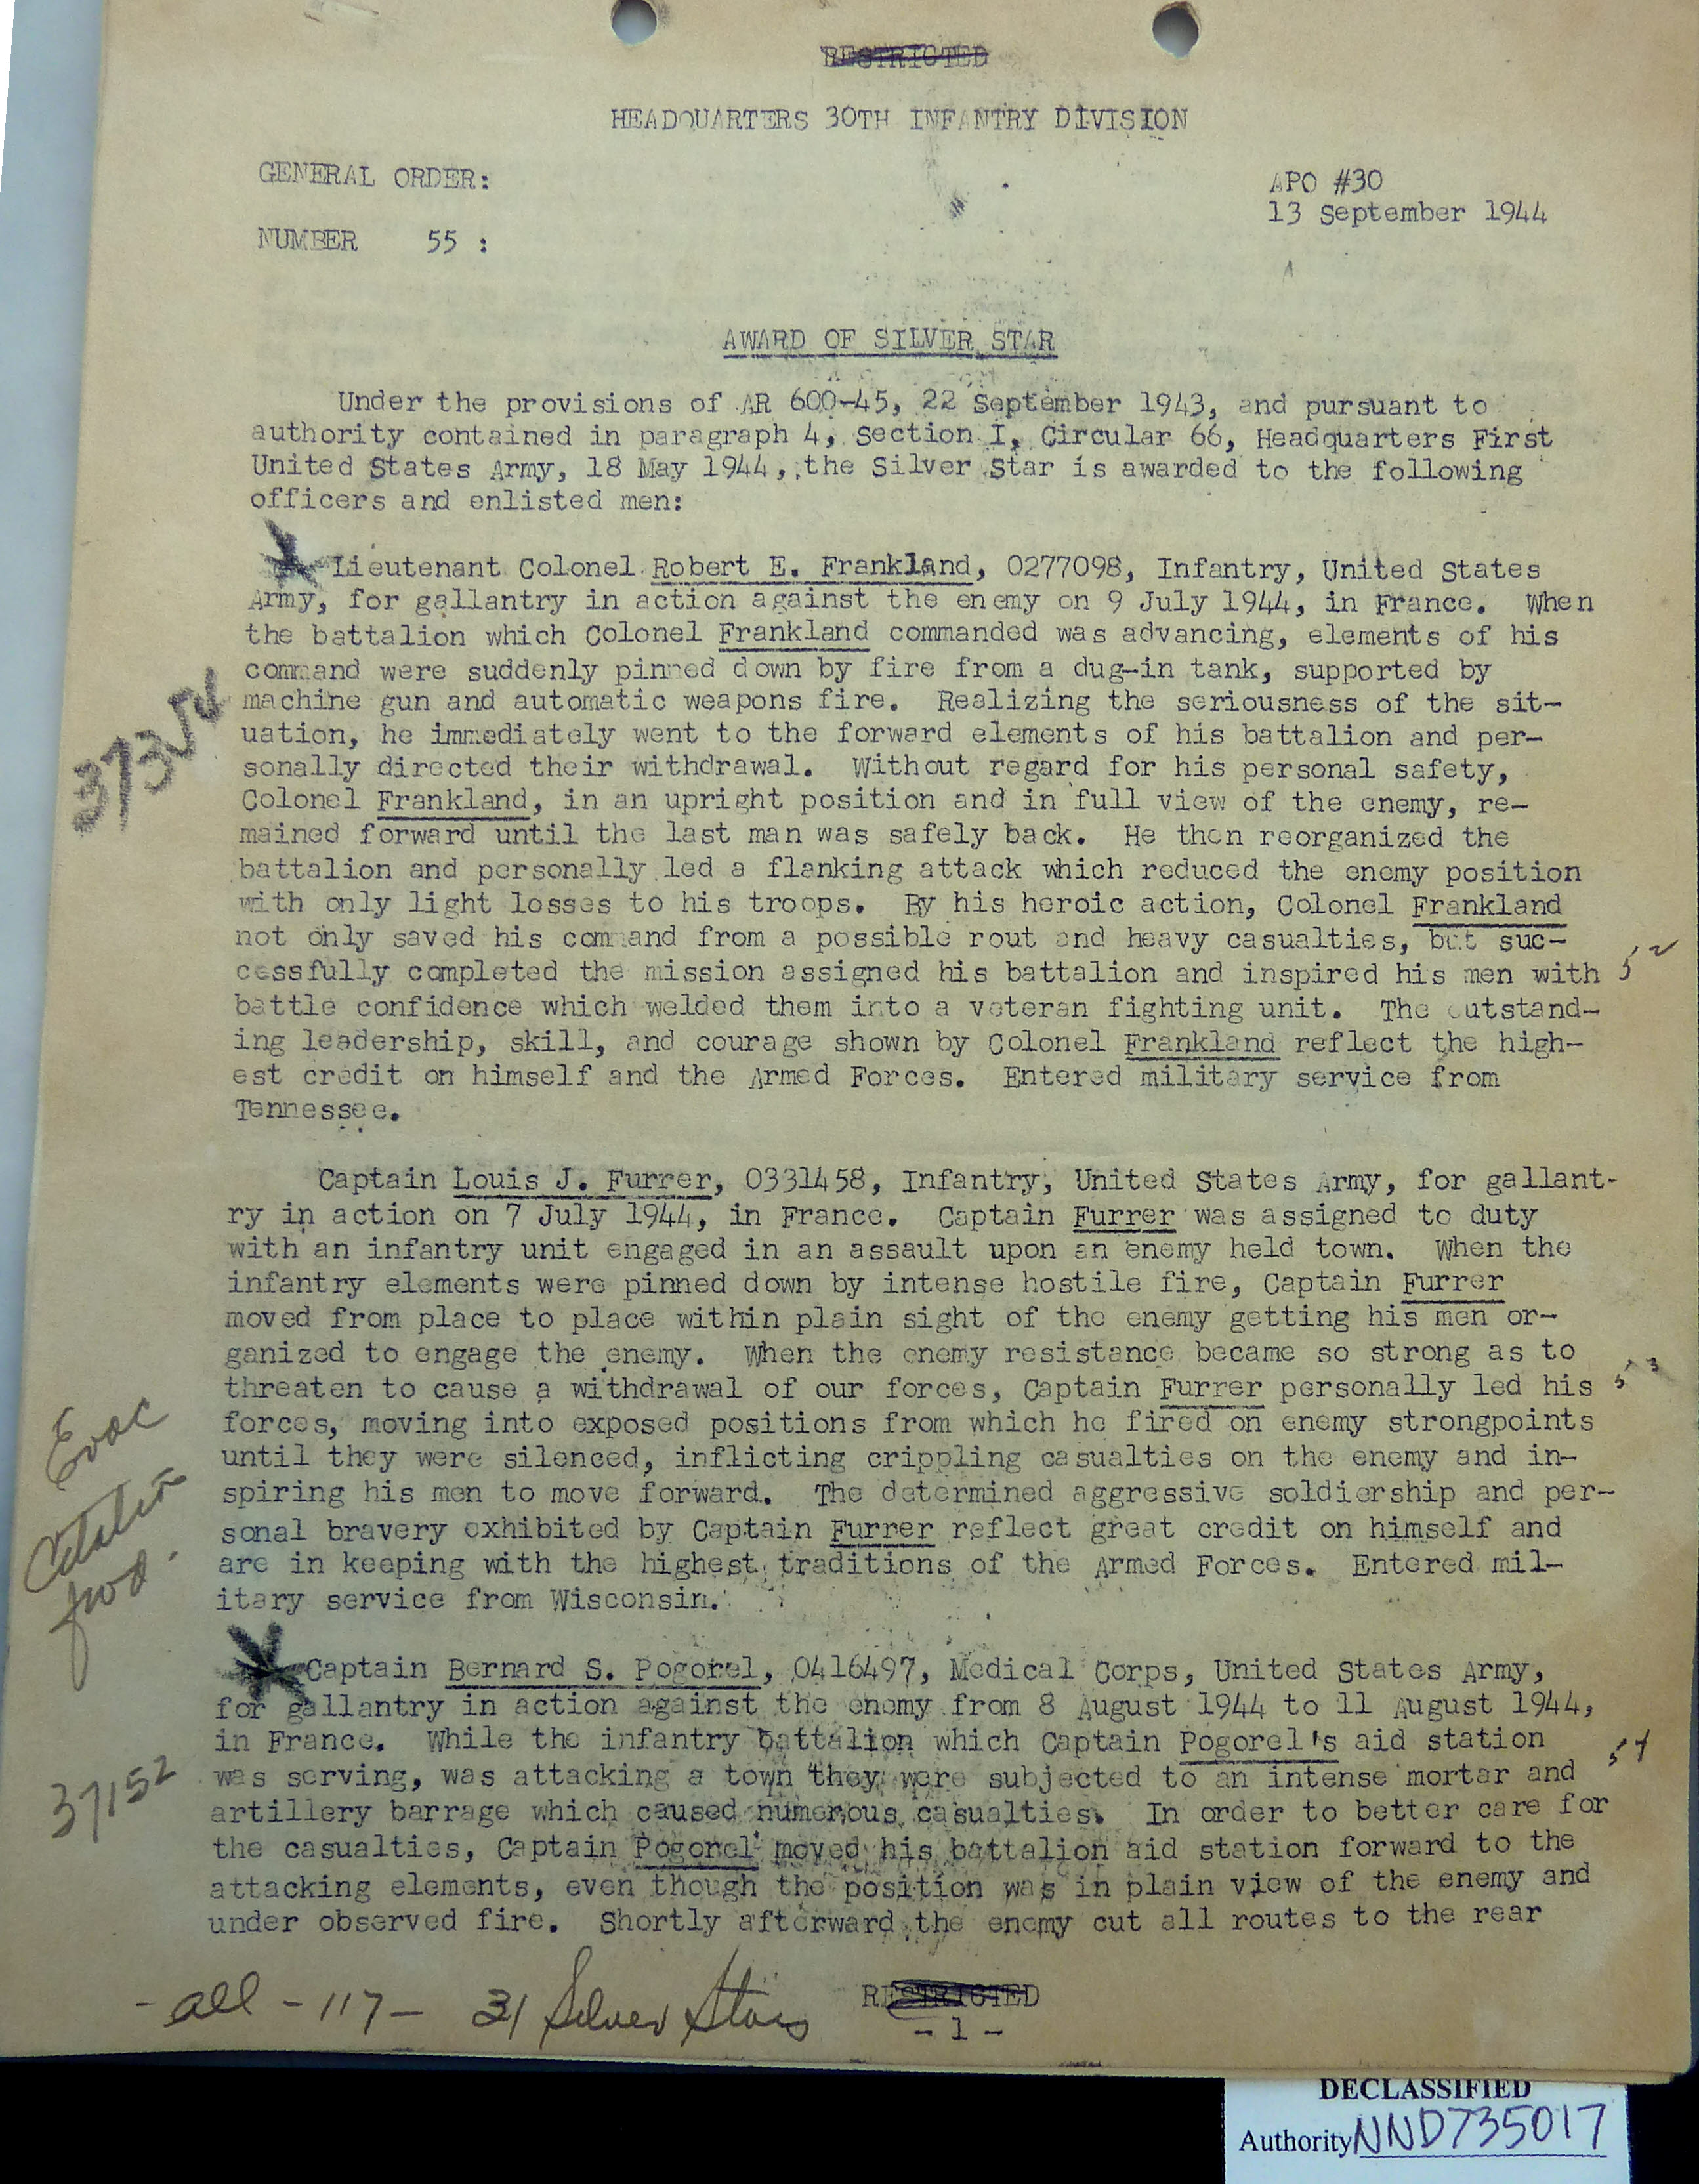 RESTRICTED
HEADQUARTERS 30TH INFANTRY DIVISION
GENERAL ORDER:
APO #30
13 September 1944
NUMBER 55 :
AWARD OF SILVER STAR
Under the provisions of AR 600-45, 22 September 1943, and pursuant to
authority contained in paragraph 4, Section I, Circular 66, Headquarters First
United States Army, 18 May 1944, the Silver Star is awarded to the following
officers and enlisted men:
Lieutenant Colonel Robert E. Frankland, 0277098, Infantry, United States
Army, for gallantry in action against the enemy on 9 July 1944, in France. When
the battalion which Colonel Frankland commanded was advancing, elements of his
command were suddenly pinned down by fire from a dug-in tank, supported by
machine gun and automatic weapons fire. Realizing the seriousness of the sit-
uation, he immediately went to the forward elements of his battalion and per-
sonally directed their withdrawal. Without regard for his personal safety,
Colonel Frankland, in an upright position and in full view of the enemy, re-
mained forward until the last man was safely back. He then reorganized the
battalion and personally led a flanking attack which reduced the enemy position
with only light losses to his troops. By his heroic action, Colonel Frankland
not only saved his command from a possible rout and heavy casualties, but suc-
cessfully completed the mission assigned his battalion and inspired his men with 52
battle confidence which welded them into a veteran fighting unit. The outstand-
ing leadership, skill, and courage shown by Colonel Frankland reflect the high-
est credit on himself and the Armed Forces. Entered military service from
Tennessee.
Captain Louis J. Furrer, 0331458, Infantry, United States Army, for gallant-
ry in action on 7 July 1944, in France. Captain Furrer was assigned to duty
with an infantry unit engaged in an assault upon an enemy held town. When the
infantry elements were pinned down by intense hostile fire, Captain Furrer
moved from place to place within plain sight of the enemy getting his men or-
ganized to engage the enemy. When the enemy resistance became so strong as to
threaten to cause a withdrawal of our forces, Captain Furrer personally led his 53
forces, moving into exposed positions from which he fired on enemy strongpoints
until they were silenced, inflicting crippling casualties on the enemy and in-
spiring his men to move forward. The determined aggressive soldiership and per-
sonal bravery exhibited by Captain Furrer reflect great credit on himself and
are in keeping with the highest traditions of the Armed Forces. Entered mil-
itary service from Wisconsin.
Evac
Captain Bernard S. Pogorel, 0416497, Medical Corps, United States Army,
for gallantry in action against the enemy from 8 August 1944 to 11 August 1944,
in France. While the infantry battalion which Captain Pogorel's aid station
was serving, was attacking a town they were subjected to an intense mortar and 54
artillery barrage which caused numerous casualties. In order to better care for
the casualties, Captain Pogorel moved his battalion aid station forward to the
attacking elements, even though the position was in plain view of the enemy and
under observed fire. Shortly afterward the enemy cut all routes to the rear
37152
- all - 117 - 31 Silver Stars
RESTRICTED
- 1 -
DECLASSIFIED
Authority NND735017